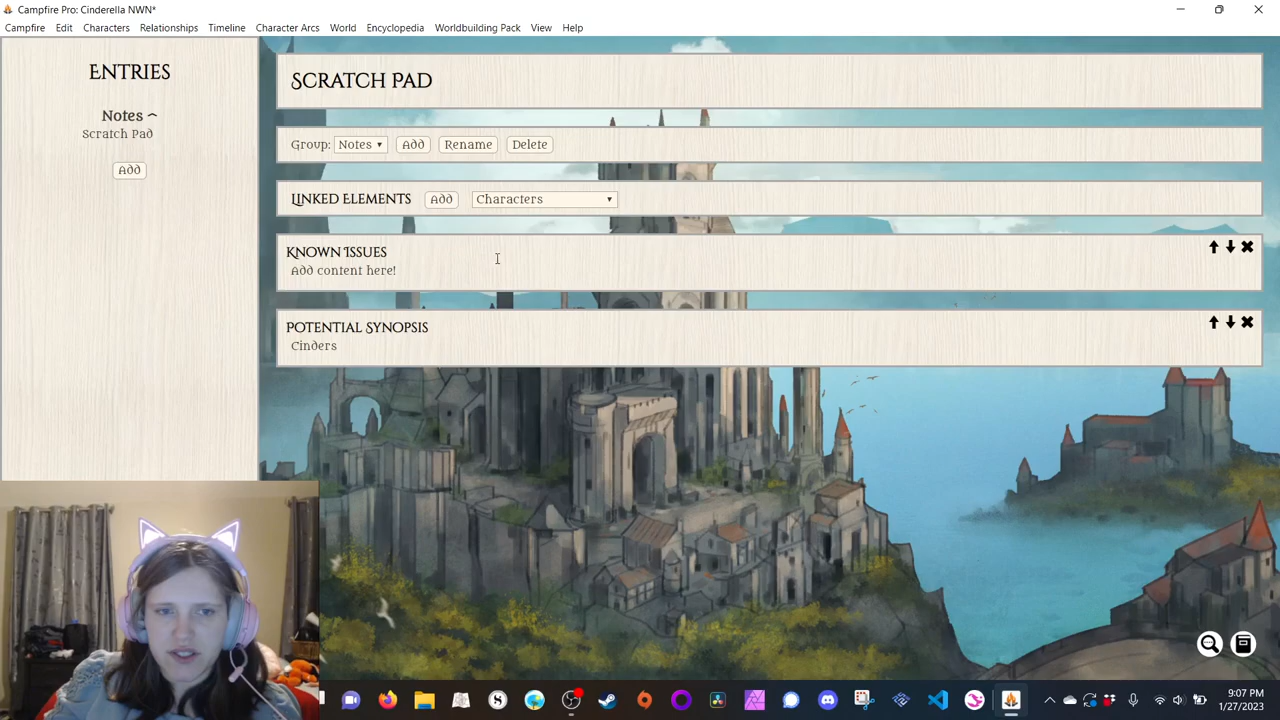 Campfire Pro: Cinderella NWN*
Campfire Edit Characters Relationships Timeline Character Arcs World Encyclopedia Worldbuilding Pack View Help
Entries
Notes
Scratch Pad
Add
Scratch Pad
Group: Notes Add Rename Delete
Linked Elements Add Characters
Known Issues
Add content here!
Potential Synopsis
Cinders
9:07 PM
1/27/2023